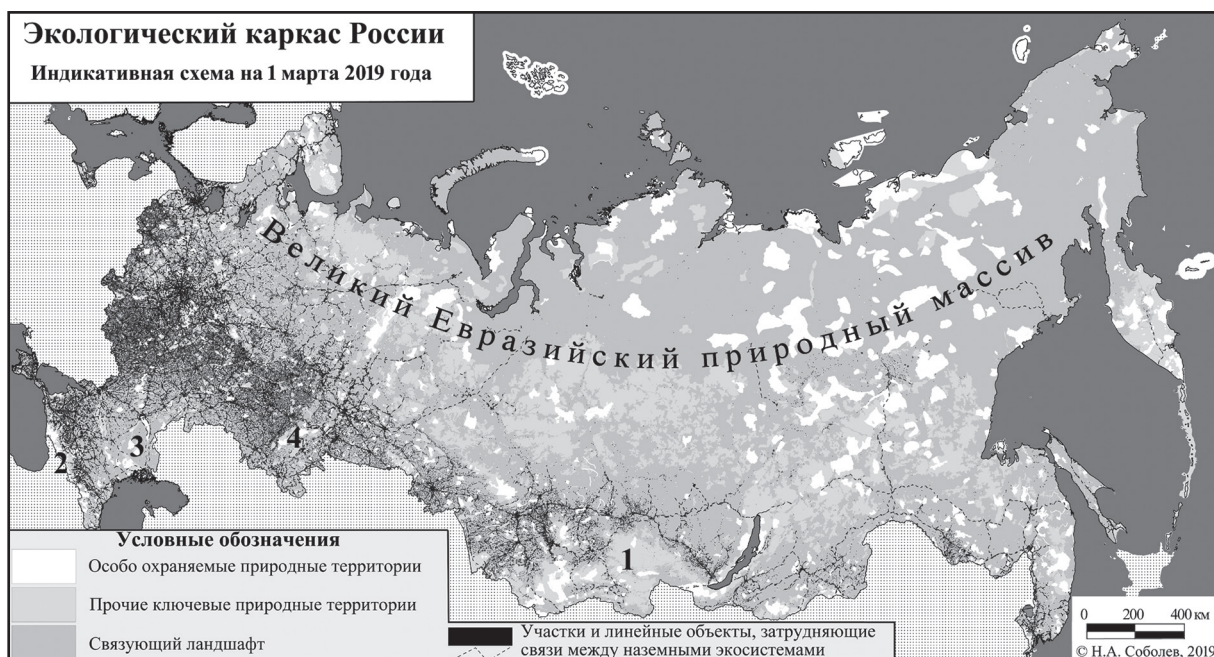 Экологический каркас России
Индикативная схема на 1 марта 2019 года
Великий Евразийский природный массив
1
2
3
4
Условные обозначения
Особо охраняемые природные территории
Прочие ключевые природные территории
Связующий ландшафт
Участки и линейные объекты, затрудняющие
связи между наземными экосистемами
0 200 400 км
© Н.А. Соболев, 2019